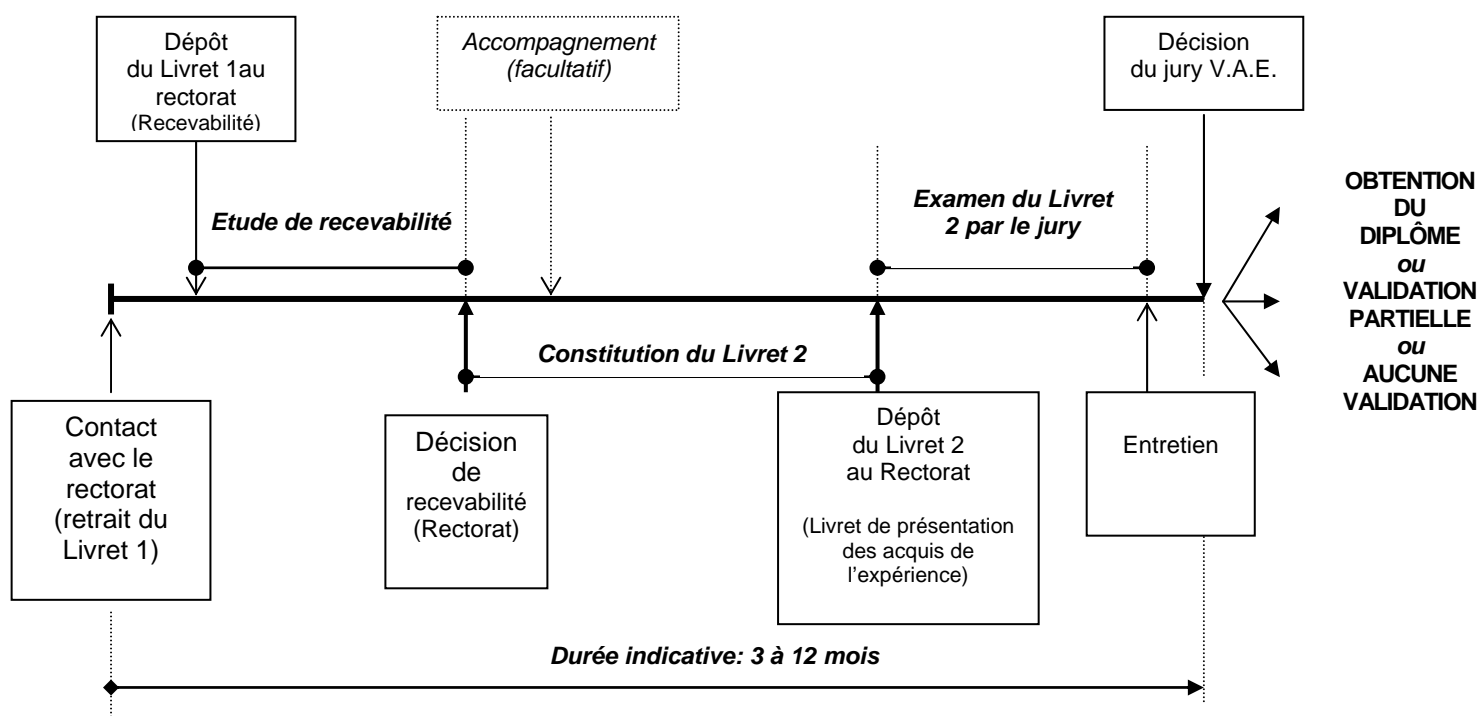 Dépôt
du Livret 1au
rectorat
(Recevabilité)
Accompagnement
(facultatif)
Décision
du jury V.A.E.
Etude de recevabilité
Examen du Livret
2 par le jury
OBTENTION
DU
DIPLÔME
ou
VALIDATION
PARTIELLE
ou
AUCUNE
VALIDATION
Constitution du Livret 2
Contact
avec le
rectorat
(retrait du
Livret 1)
Décision
de
recevabilité
(Rectorat)
Dépôt
du Livret 2
au Rectorat
(Livret de présentation
des acquis de
l’expérience)
Entretien
Durée indicative: 3 à 12 mois